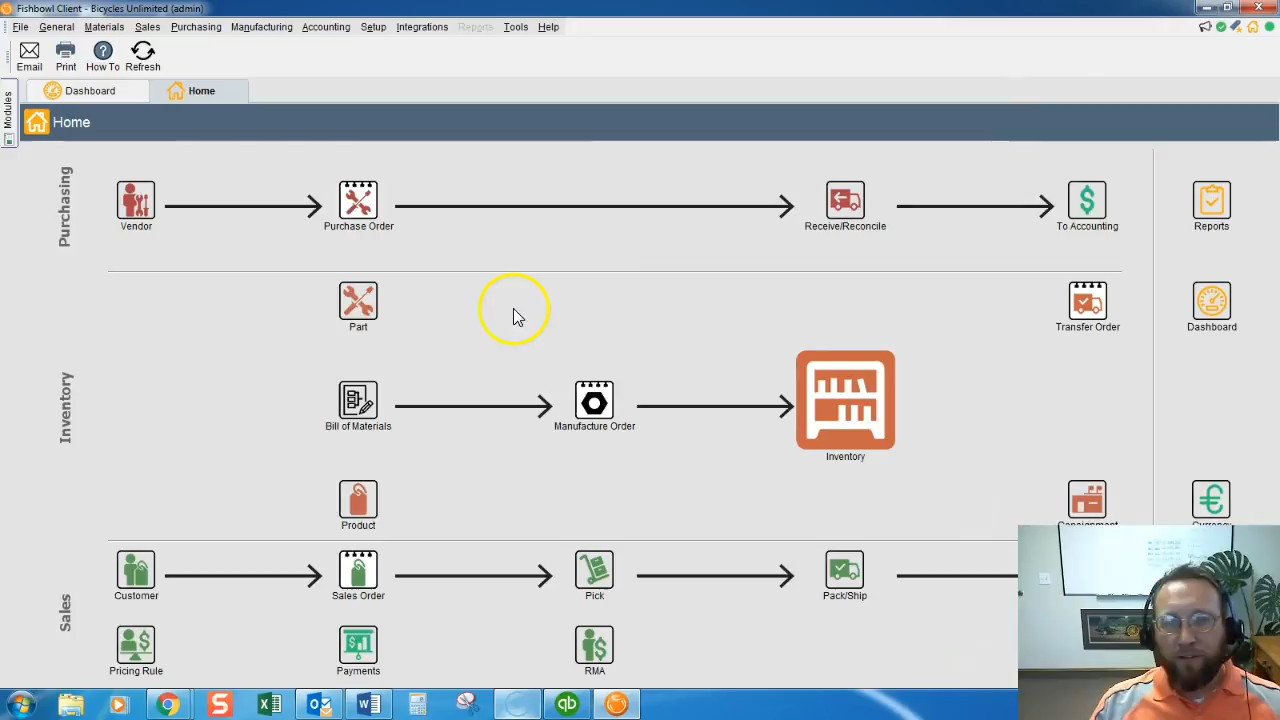 Fishbowl Client - Bicycles Unlimited (admin)
File General Materials Sales Purchasing Manufacturing Accounting Setup Integrations Reports Tools Help
Email Print How To Refresh
Modules
Dashboard Home
Home
Purchasing
Vendor Purchase Order Receive/Reconcile To Accounting Reports
Part Transfer Order Dashboard
Inventory
Bill of Materials Manufacture Order Inventory
Product Consignment Currency
Sales
Customer Sales Order Pick Pack/Ship
Pricing Rule Payments RMA